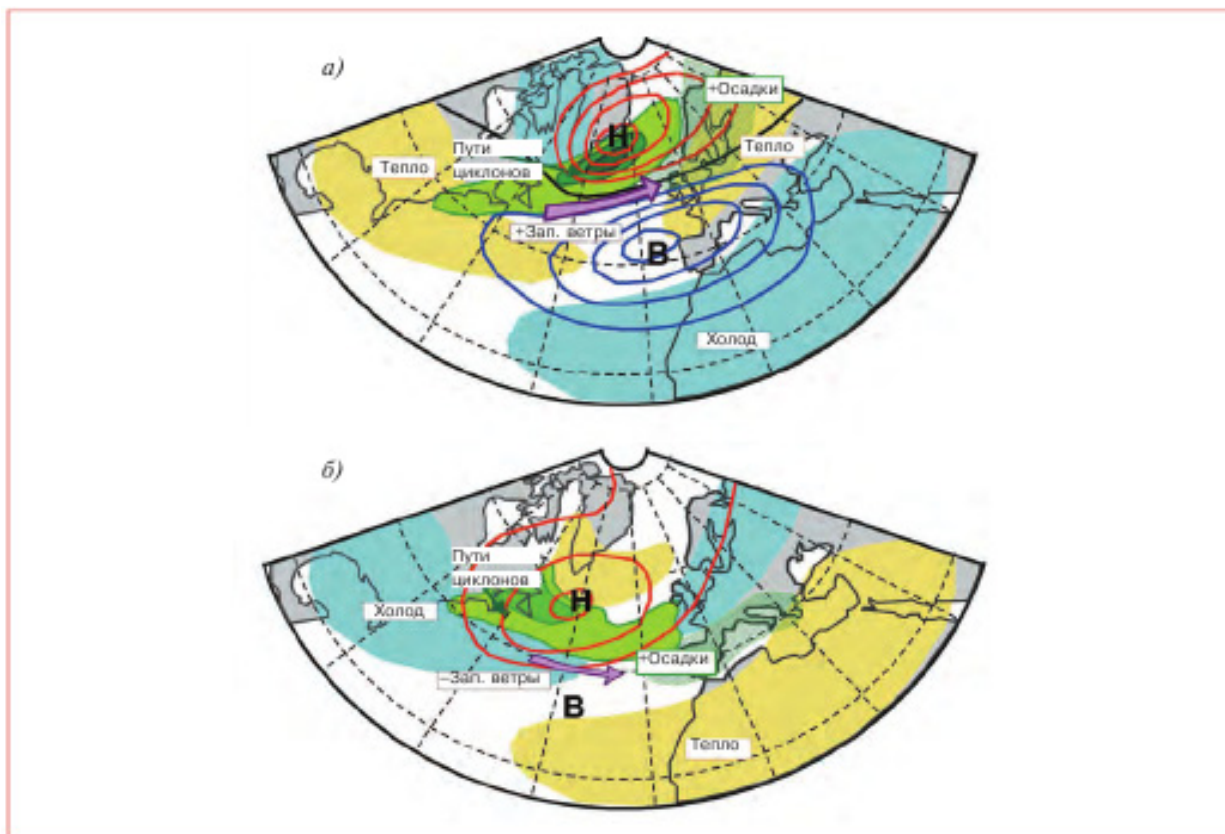 а)
+Осадки
Тепло
Пути
циклонов
Н
Тепло
+Зап. ветры
В
Холод
б)
Пути
циклонов
Холод
Н
+Осадки
–Зап. ветры
В
Тепло